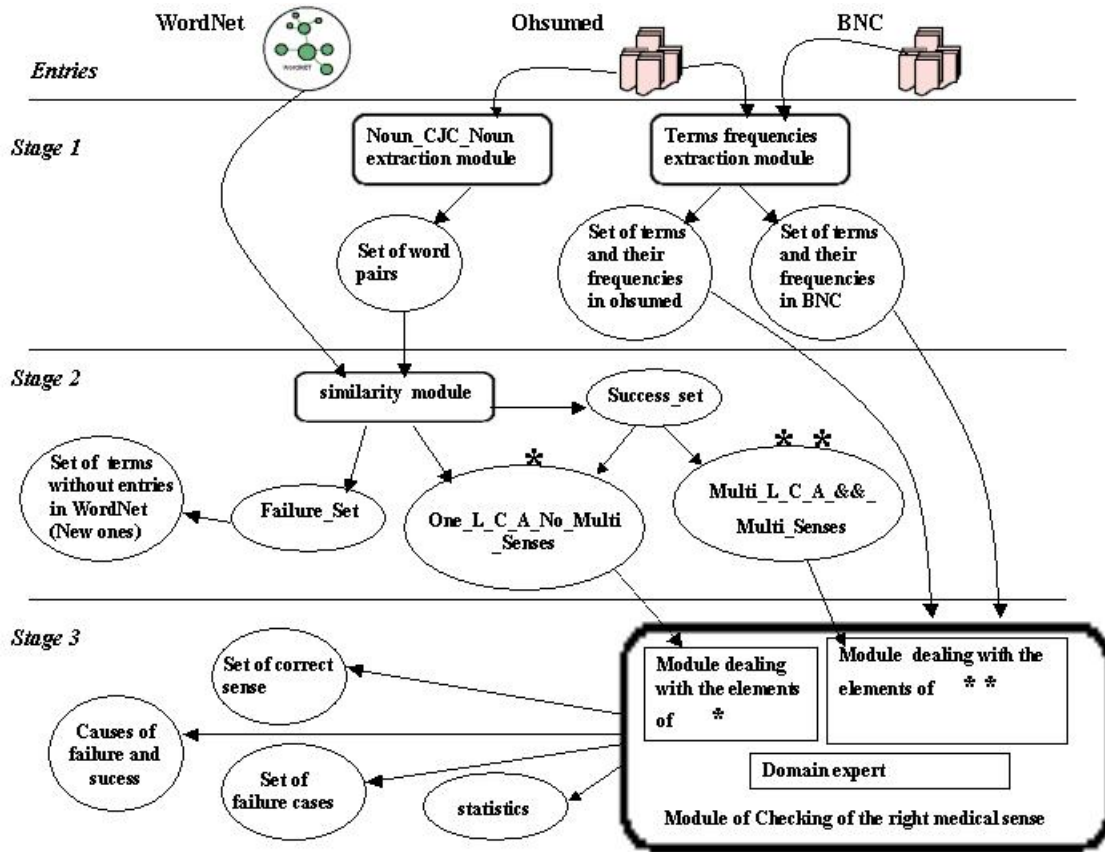 WordNet
WORDNET
Ohsumed
BNC
Entries
Stage 1
Noun_CJC_Noun
extraction module
Terms frequencies
extraction module
Set of word
pairs
Set of terms
and their
frequencies
in ohsumed
Set of terms
and their
frequencies
in BNC
Stage 2
similarity module
Success_set
Set of terms
without entries
in WordNet
(New ones)
Failure_Set
*
One_L_C_A_No_Multi
_Senses
* *
Multi_L_C_A_&&_
Multi_Senses
Stage 3
Set of correct
sense
Causes of
failure and
sucess
Set of
failure cases
statistics
Module dealing
with the elements
of *
Module dealing with the
elements of * *
Domain expert
Module of Checking of the right medical sense